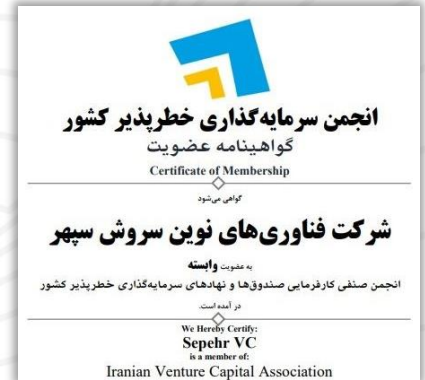 انجمن سرمایه‌گذاری خطرپذیر کشور
گواهینامه عضویت
Certificate of Membership
گواهی می‌شود
شرکت فناوری‌های نوین سروش سپهر
به عضویت وابسته
انجمن صنفی کارفرمایی صندوق‌ها و نهادهای سرمایه‌گذاری خطرپذیر کشور
در آمده است.
We Hereby Certify:
Sepehr VC
is a member of:
Iranian Venture Capital Association